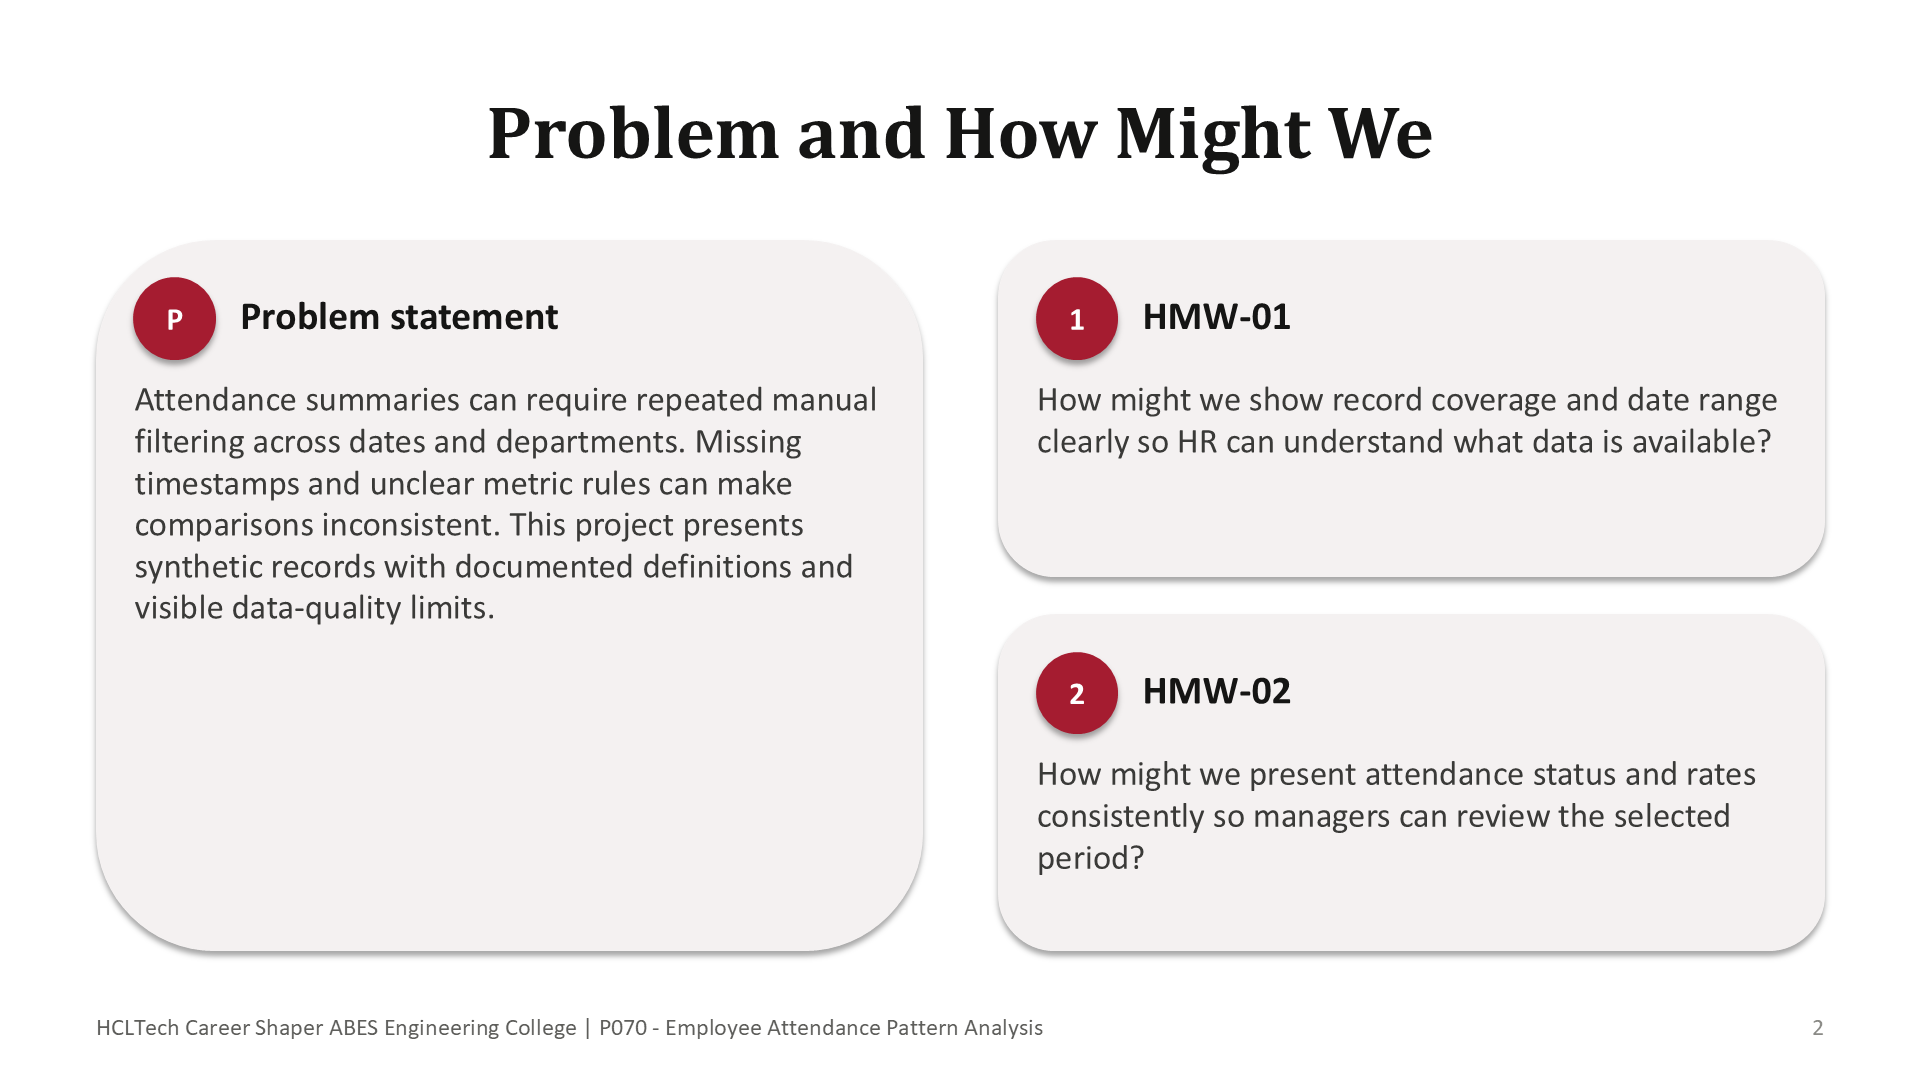 Problem and How Might We
P
Problem statement
Attendance summaries can require repeated manual
filtering across dates and departments. Missing
timestamps and unclear metric rules can make
comparisons inconsistent. This project presents
synthetic records with documented definitions and
visible data-quality limits.
1
HMW-01
How might we show record coverage and date range
clearly so HR can understand what data is available?
2
HMW-02
How might we present attendance status and rates
consistently so managers can review the selected
period?
HCLTech Career Shaper ABES Engineering College | P070 - Employee Attendance Pattern Analysis
2